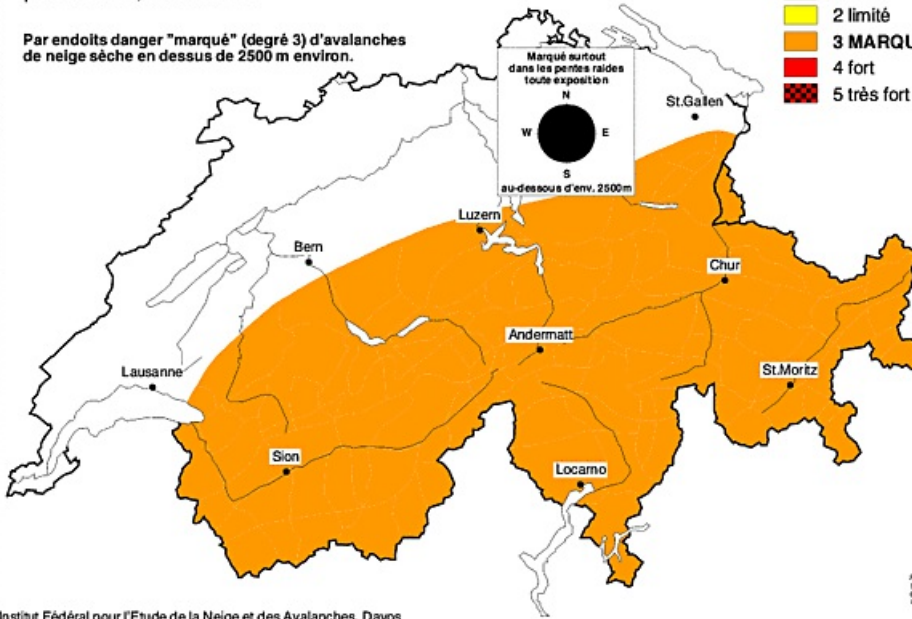 Par endoits danger "marqué" (degré 3) d'avalanches
de neige sèche en dessus de 2500 m environ.
2 limité
3 MARQU
4 fort
5 très fort
Marqué surtout
dans les pentes raides
toute exposition
N
W E
S
au-dessous d'env. 2500m
St.Gallen
Luzern
Bern
Chur
Andermatt
Lausanne
St.Moritz
Sion
Locarno
Institut Fédéral pour l'Etude de la Neige et des Avalanches, Davos